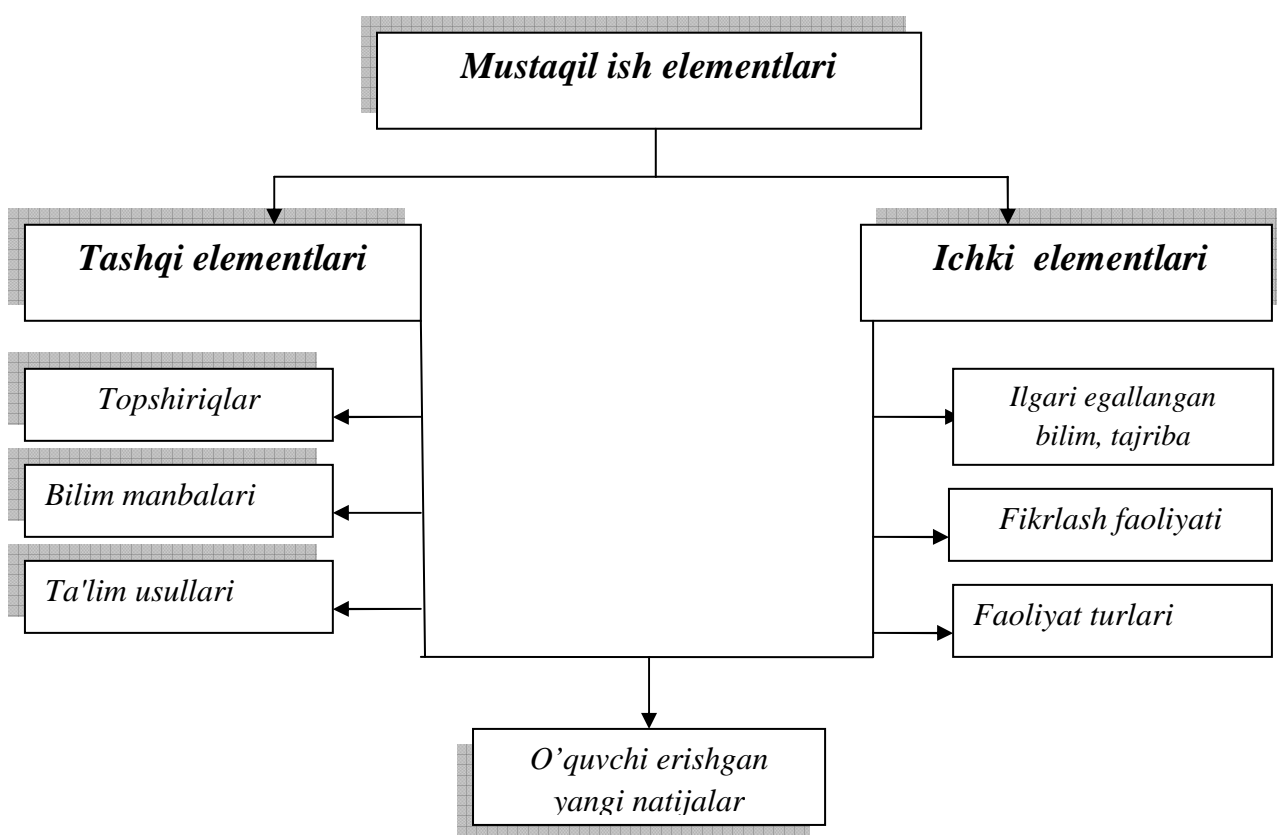 Mustaqil ish elementlari
Tashqi elementlari
Ichki elementlari
Topshiriqlar
Bilim manbalari
Ta'lim usullari
Ilgari egallangan
bilim, tajriba
Fikrlash faoliyati
Faoliyat turlari
O’quvchi erishgan
yangi natijalar